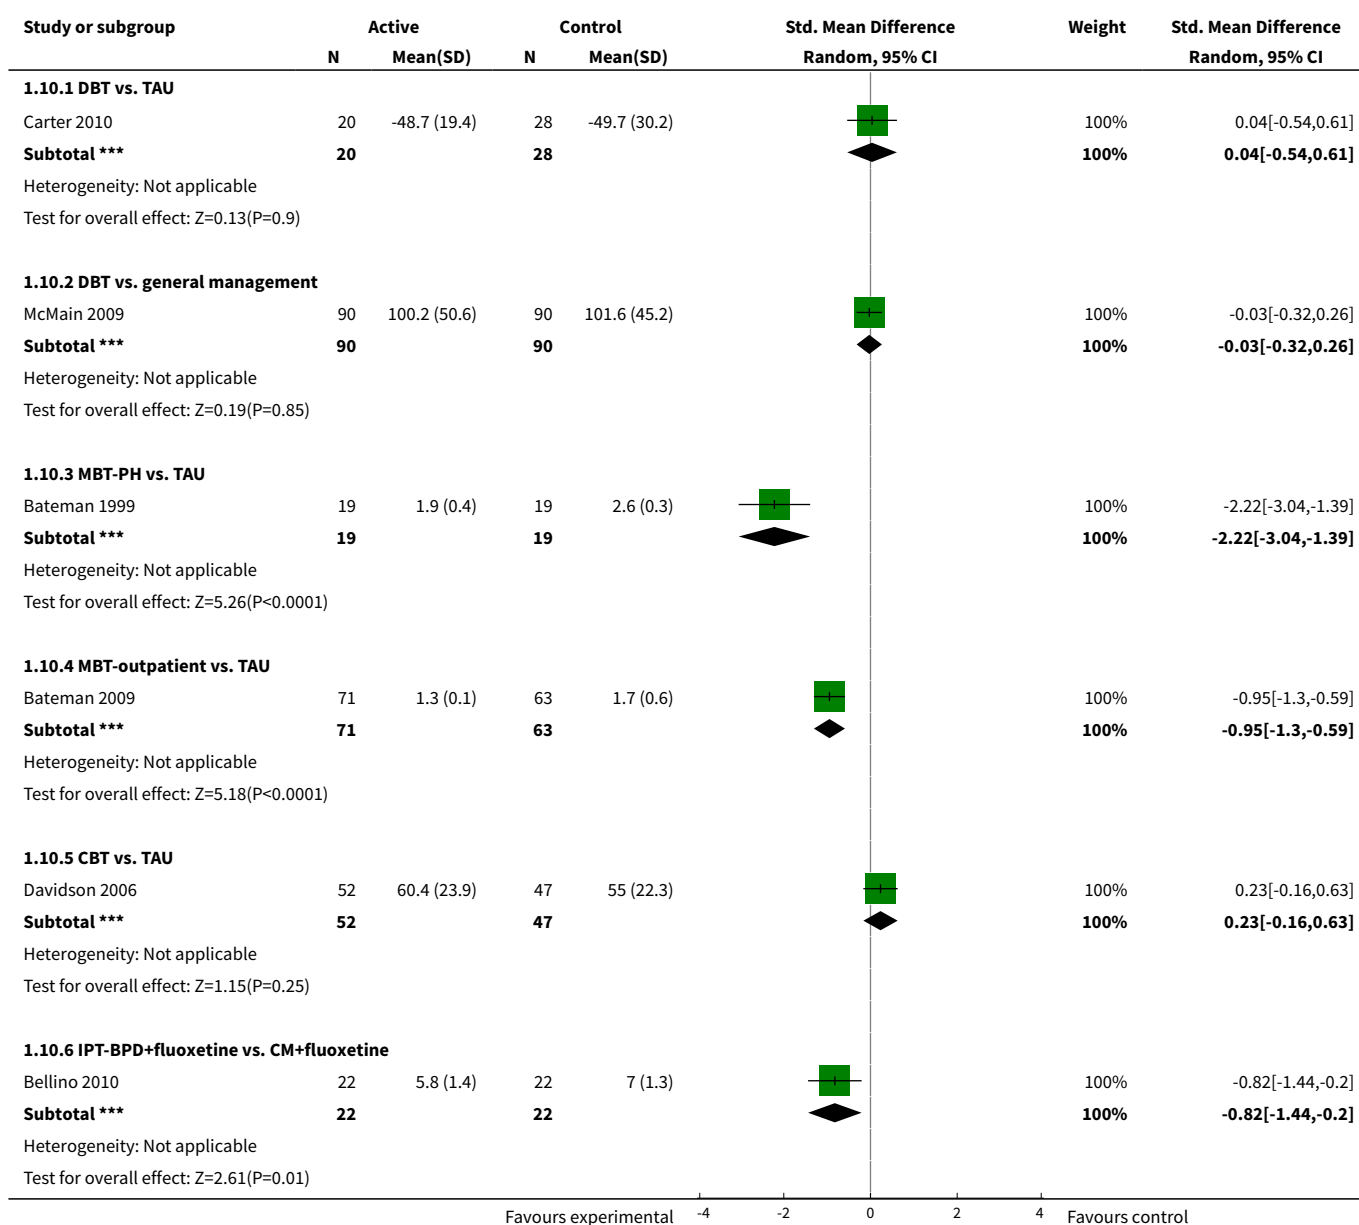 Study or subgroup Active Control Std. Mean Difference Weight Std. Mean Difference
N Mean(SD) N Mean(SD) Random, 95% CI Random, 95% CI
1.10.1 DBT vs. TAU
Carter 2010 20 -48.7 (19.4) 28 -49.7 (30.2) 100% 0.04[-0.54,0.61]
Subtotal *** 20 28 100% 0.04[-0.54,0.61]
Heterogeneity: Not applicable
Test for overall effect: Z=0.13(P=0.9)
1.10.2 DBT vs. general management
McMain 2009 90 100.2 (50.6) 90 101.6 (45.2) 100% -0.03[-0.32,0.26]
Subtotal *** 90 90 100% -0.03[-0.32,0.26]
Heterogeneity: Not applicable
Test for overall effect: Z=0.19(P=0.85)
1.10.3 MBT-PH vs. TAU
Bateman 1999 19 1.9 (0.4) 19 2.6 (0.3) 100% -2.22[-3.04,-1.39]
Subtotal *** 19 19 100% -2.22[-3.04,-1.39]
Heterogeneity: Not applicable
Test for overall effect: Z=5.26(P<0.0001)
1.10.4 MBT-outpatient vs. TAU
Bateman 2009 71 1.3 (0.1) 63 1.7 (0.6) 100% -0.95[-1.3,-0.59]
Subtotal *** 71 63 100% -0.95[-1.3,-0.59]
Heterogeneity: Not applicable
Test for overall effect: Z=5.18(P<0.0001)
1.10.5 CBT vs. TAU
Davidson 2006 52 60.4 (23.9) 47 55 (22.3) 100% 0.23[-0.16,0.63]
Subtotal *** 52 47 100% 0.23[-0.16,0.63]
Heterogeneity: Not applicable
Test for overall effect: Z=1.15(P=0.25)
1.10.6 IPT-BPD+fluoxetine vs. CM+fluoxetine
Bellino 2010 22 5.8 (1.4) 22 7 (1.3) 100% -0.82[-1.44,-0.2]
Subtotal *** 22 22 100% -0.82[-1.44,-0.2]
Heterogeneity: Not applicable
Test for overall effect: Z=2.61(P=0.01)
Favours experimental -4 -2 0 2 4 Favours control